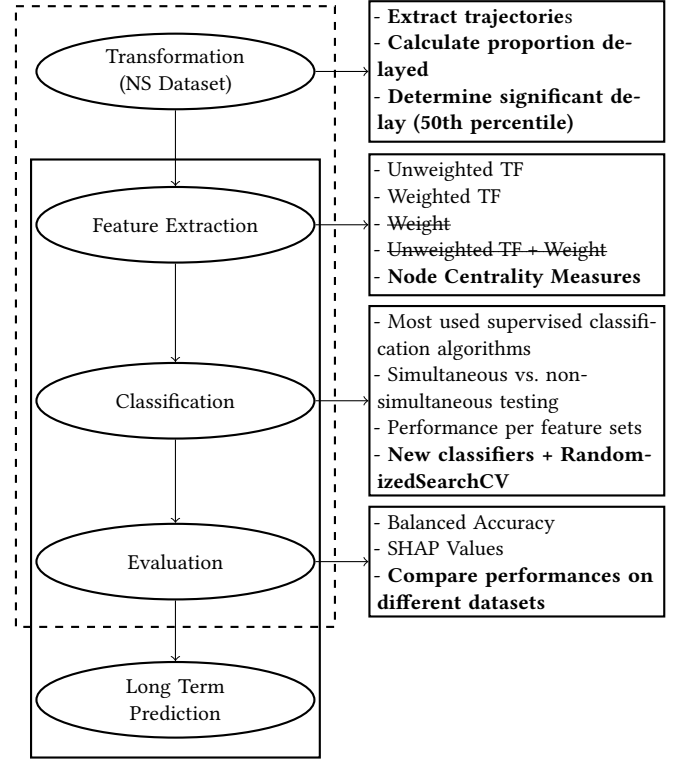 Transformation
(NS Dataset)
- Extract trajectories
- Calculate proportion de-
layed
- Determine significant de-
lay (50th percentile)
Feature Extraction
- Unweighted TF
- Weighted TF
- Weight
- Unweighted TF + Weight
- Node Centrality Measures
Classification
- Most used supervised classifi-
cation algorithms
- Simultaneous vs. non-
simultaneous testing
- Performance per feature sets
- New classifiers + Random-
izedSearchCV
Evaluation
- Balanced Accuracy
- SHAP Values
- Compare performances on
different datasets
Long Term
Prediction